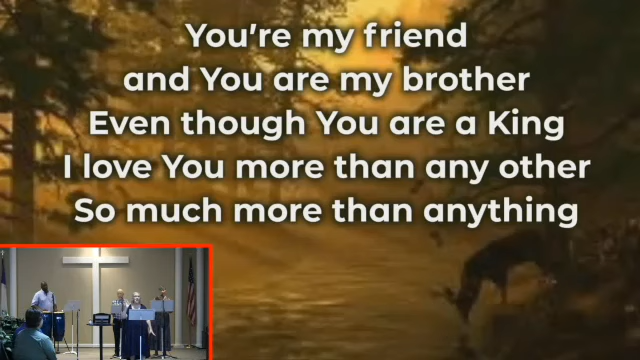 You're my friend
and You are my brother
Even though You are a King
I love You more than any other
So much more than anything